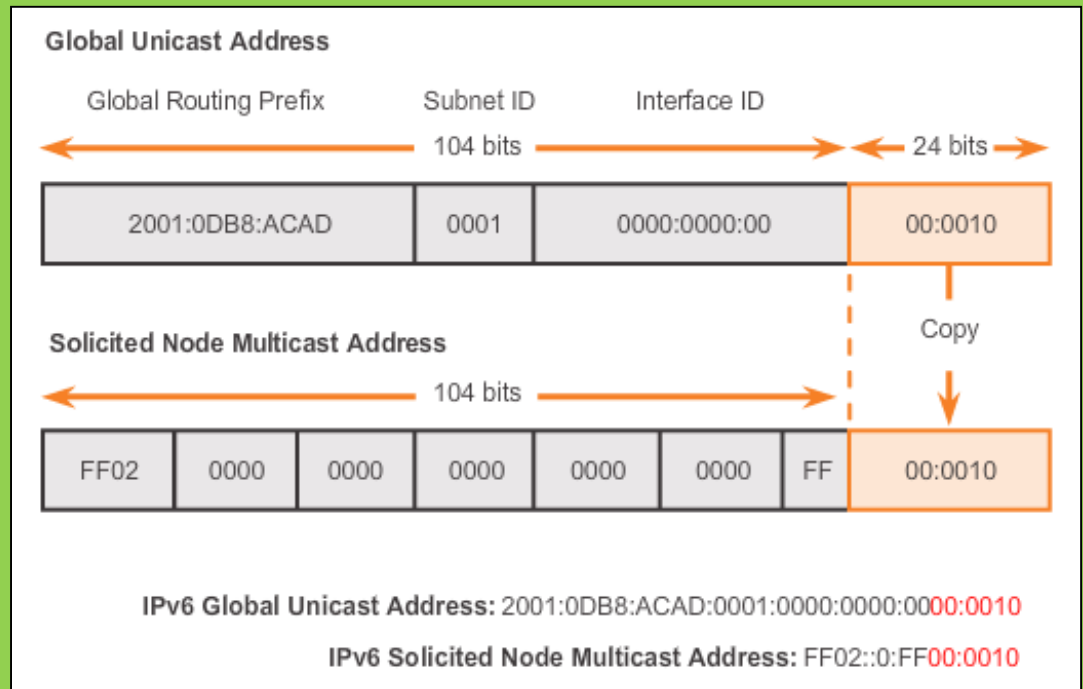 Global Unicast Address
Global Routing Prefix Subnet ID Interface ID
104 bits 24 bits
2001:0DB8:ACAD 0001 0000:0000:00 00:0010
Copy
Solicited Node Multicast Address
104 bits
FF02 0000 0000 0000 0000 0000 FF 00:0010
IPv6 Global Unicast Address: 2001:0DB8:ACAD:0001:0000:0000:0000:0010
IPv6 Solicited Node Multicast Address: FF02::0:FF00:0010